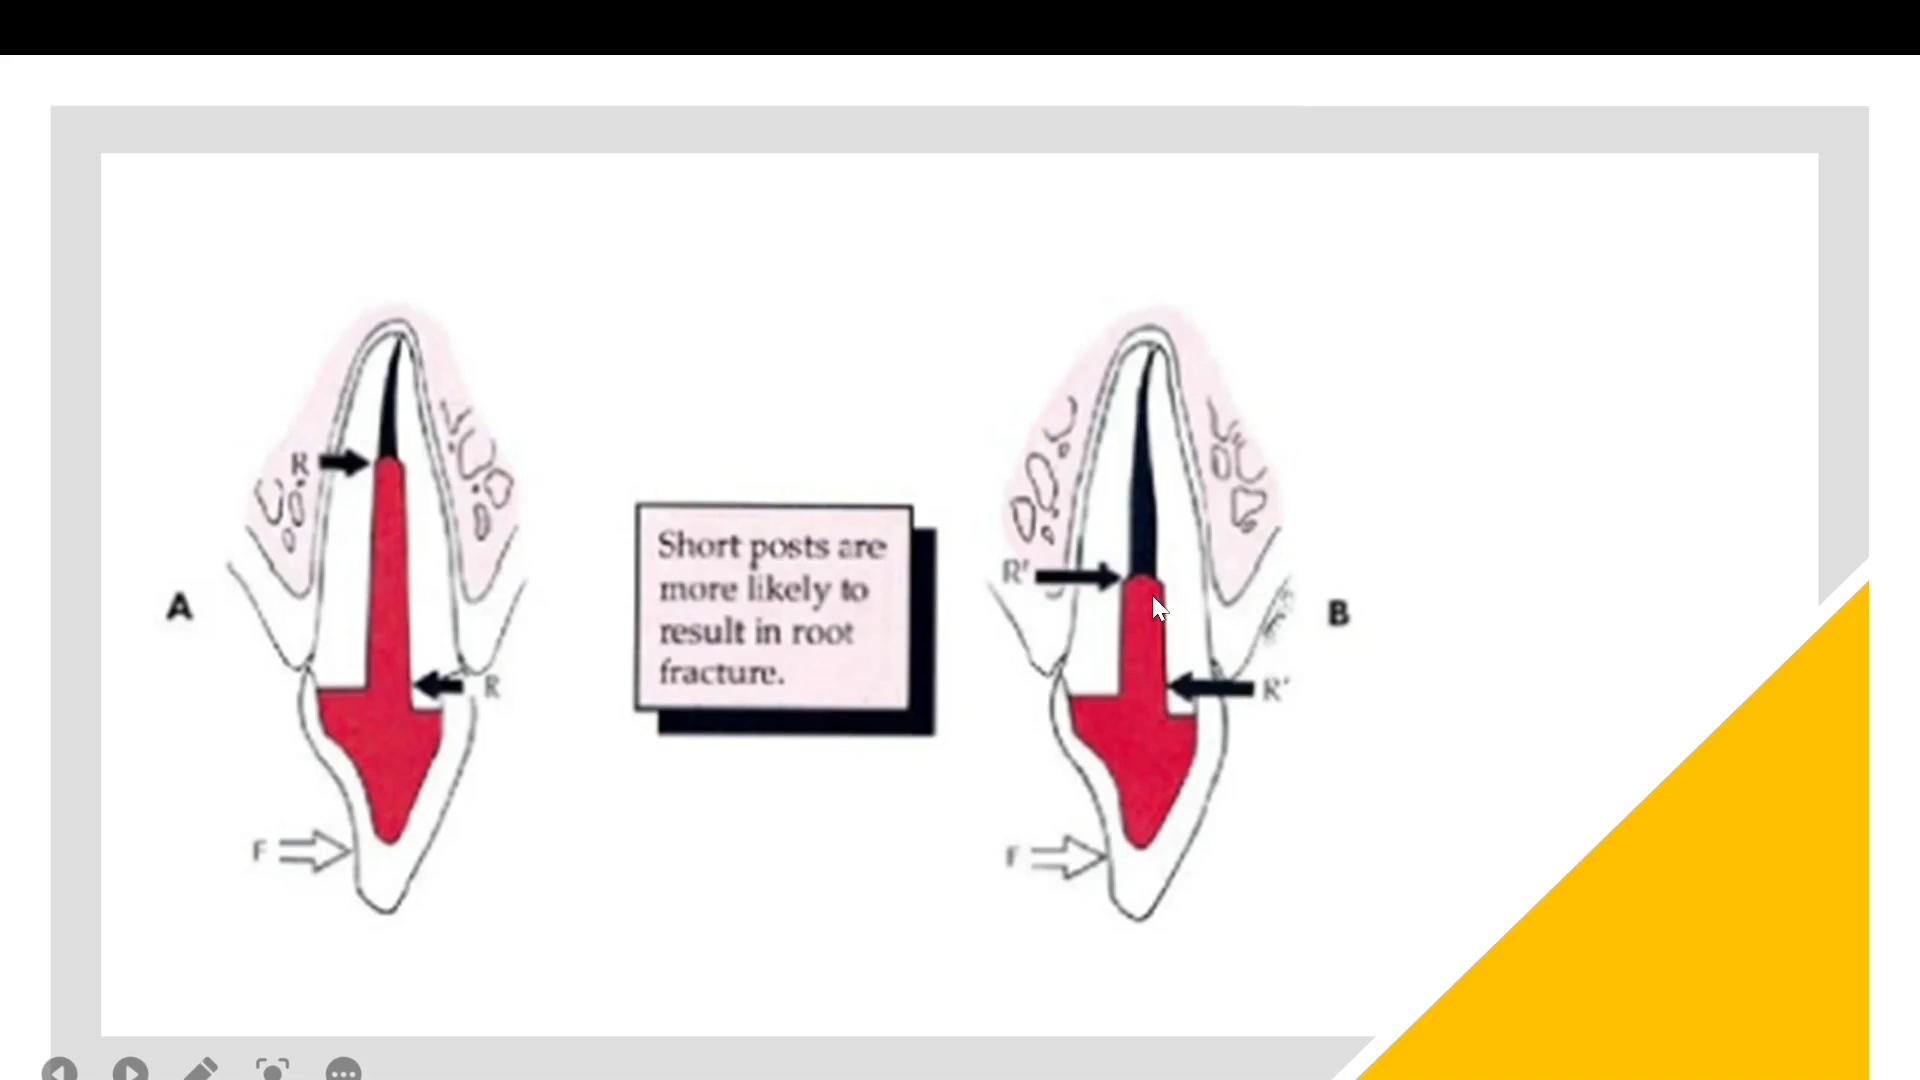 R
R'
A
Short posts are
more likely to
result in root
fracture.
B
R
R'
F
F